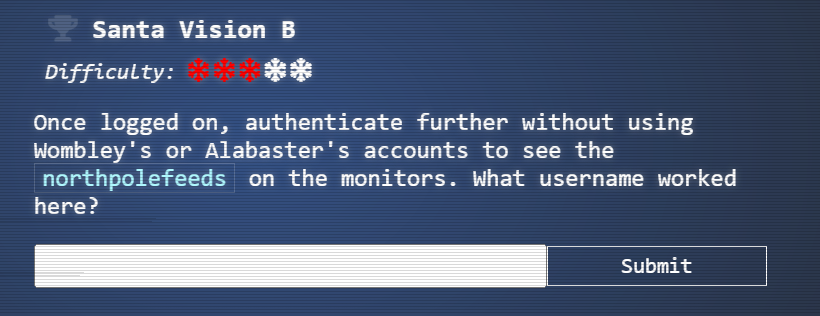 Santa Vision B
Difficulty:
Once logged on, authenticate further without using
Wombley's or Alabaster's accounts to see the
northpolefeeds on the monitors. What username worked
here?
Submit